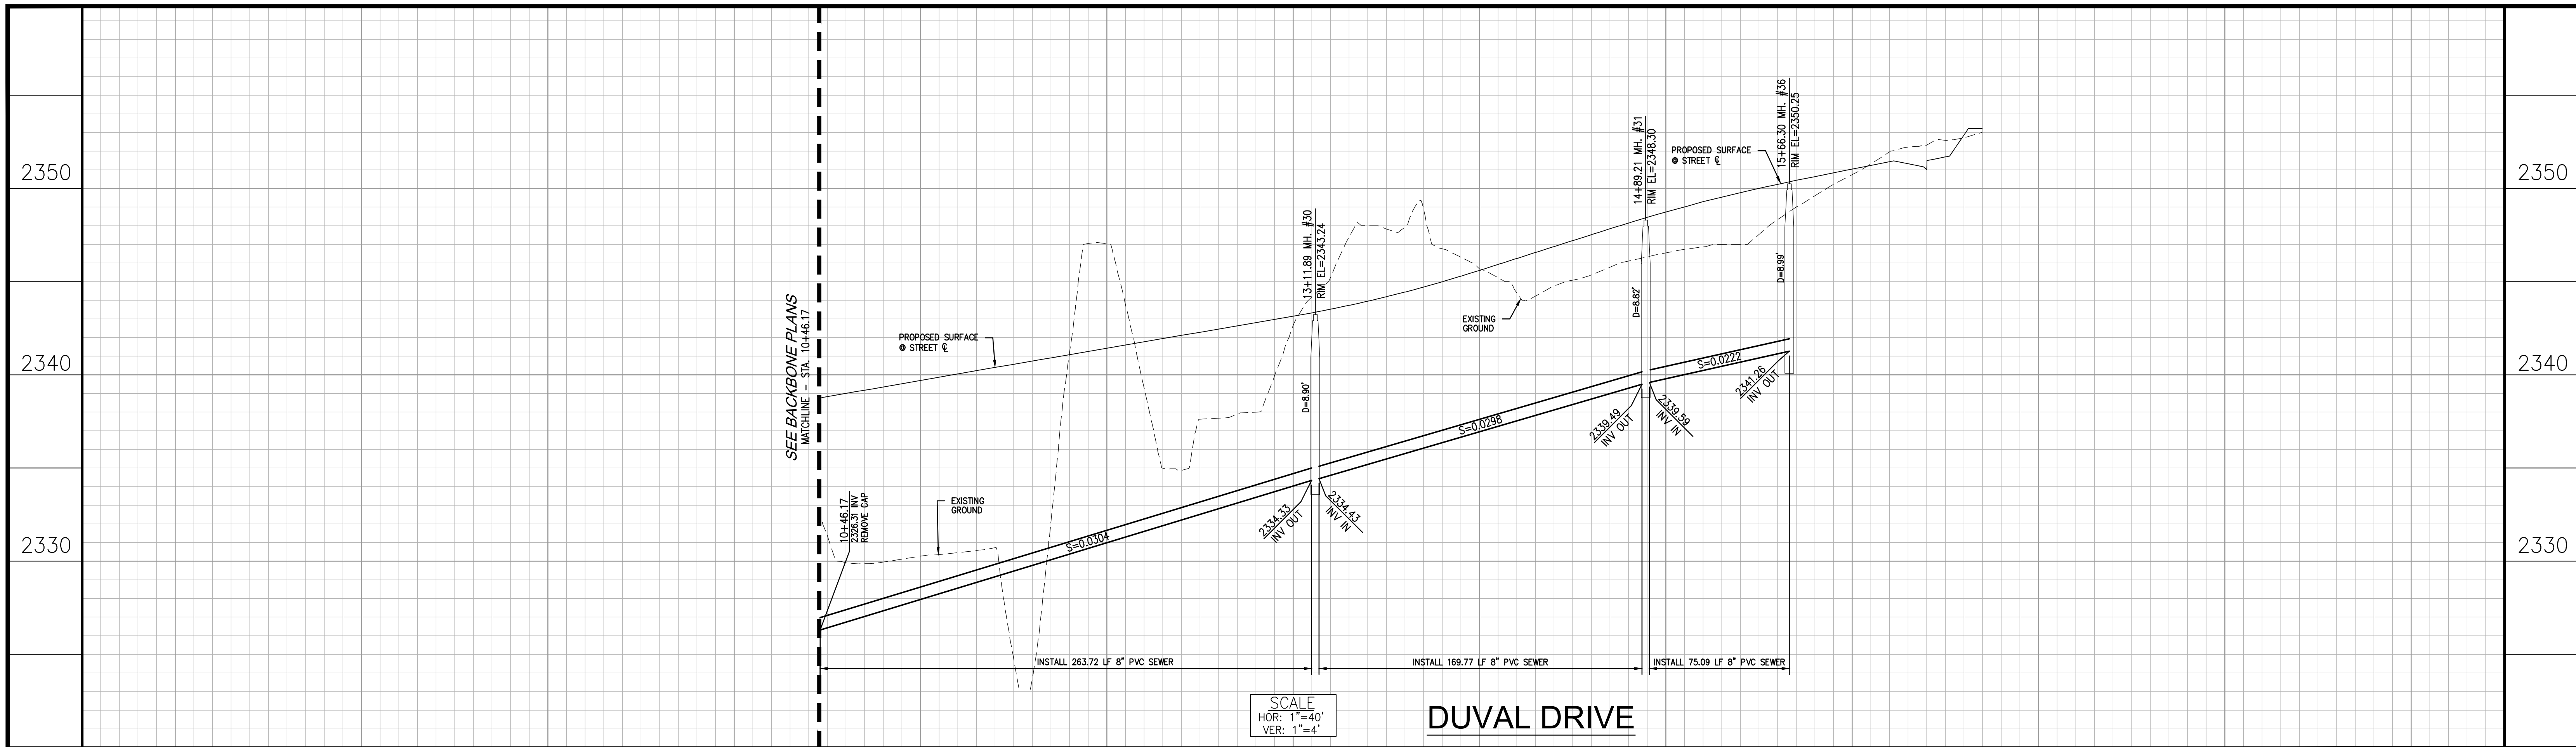 2350
2340
2330
SEE BACKBONE PLANS
MATCHLINE - STA. 10+46.17
10+46.17
2326.31 INV
REMOVE CAP
PROPOSED SURFACE
@ STREET ℄
EXISTING
GROUND
S=0.0304
INSTALL 263.72 LF 8" PVC SEWER
13+11.89 MH. #30
RIM EL=2343.24
D=8.90'
2334.33
INV OUT
2334.43
INV IN
S=0.0298
INSTALL 169.77 LF 8" PVC SEWER
EXISTING
GROUND
14+89.21 MH. #31
RIM EL=2348.30
D=8.82'
2339.49
INV OUT
2339.59
INV IN
PROPOSED SURFACE
@ STREET ℄
S=0.0222
INSTALL 75.09 LF 8" PVC SEWER
15+66.30 MH. #36
RIM EL=2350.25
D=8.99'
2341.26
INV OUT
2350
2340
2330
SCALE
HOR: 1"=40'
VER: 1"=4'
DUVAL DRIVE